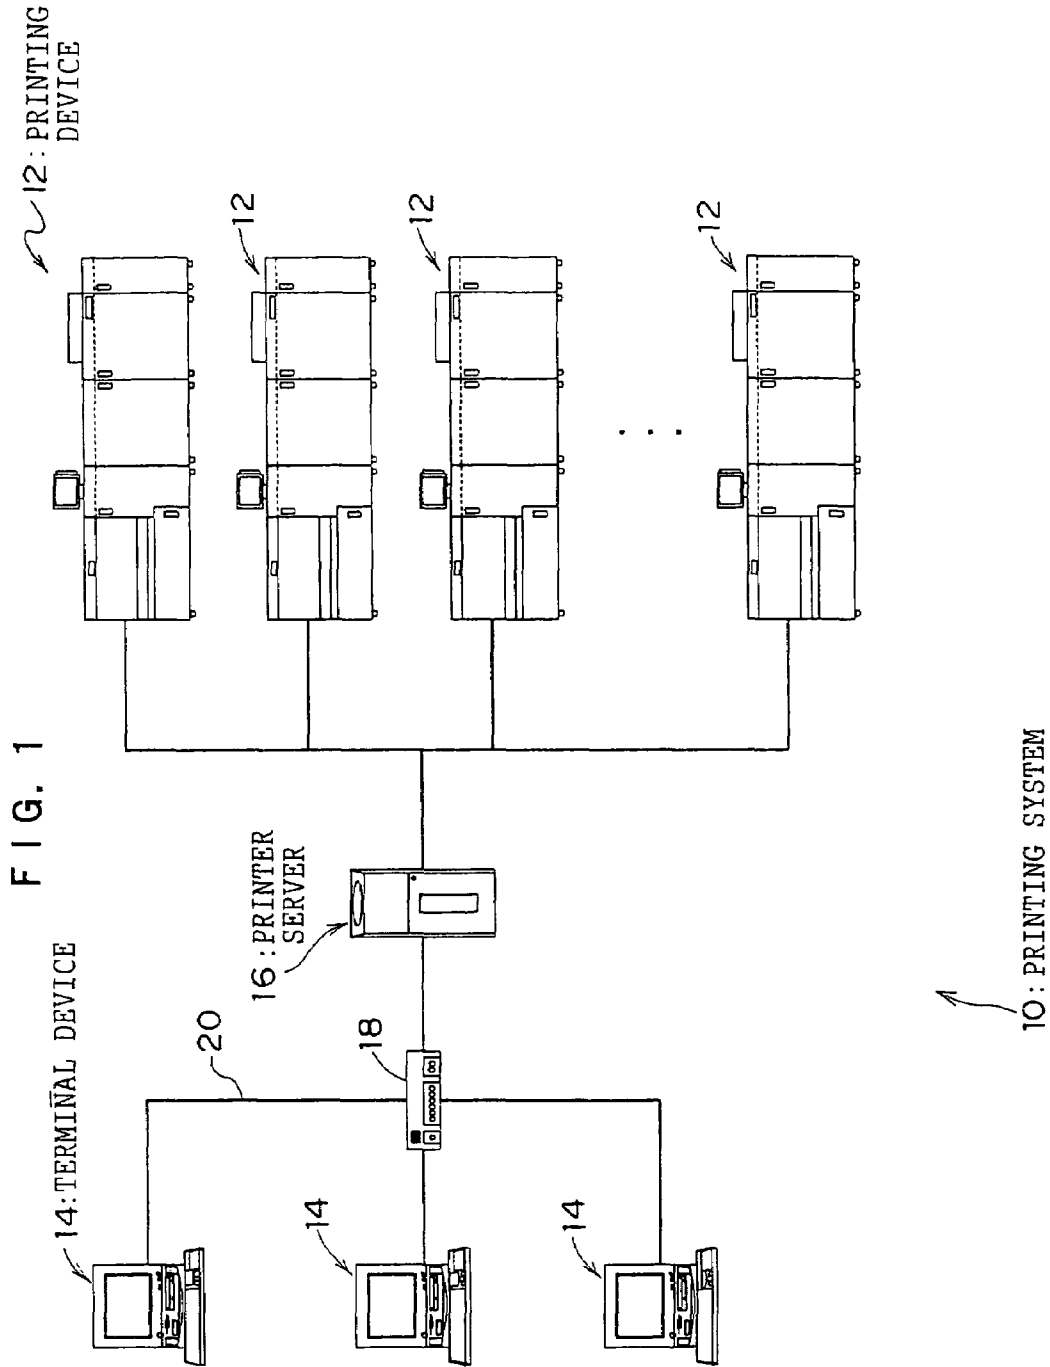 FIG. 1
14:TERMINAL DEVICE
20
18
14
14
16:PRINTER
SERVER
12:PRINTING
DEVICE
12
12
12
. . .
10:PRINTING SYSTEM